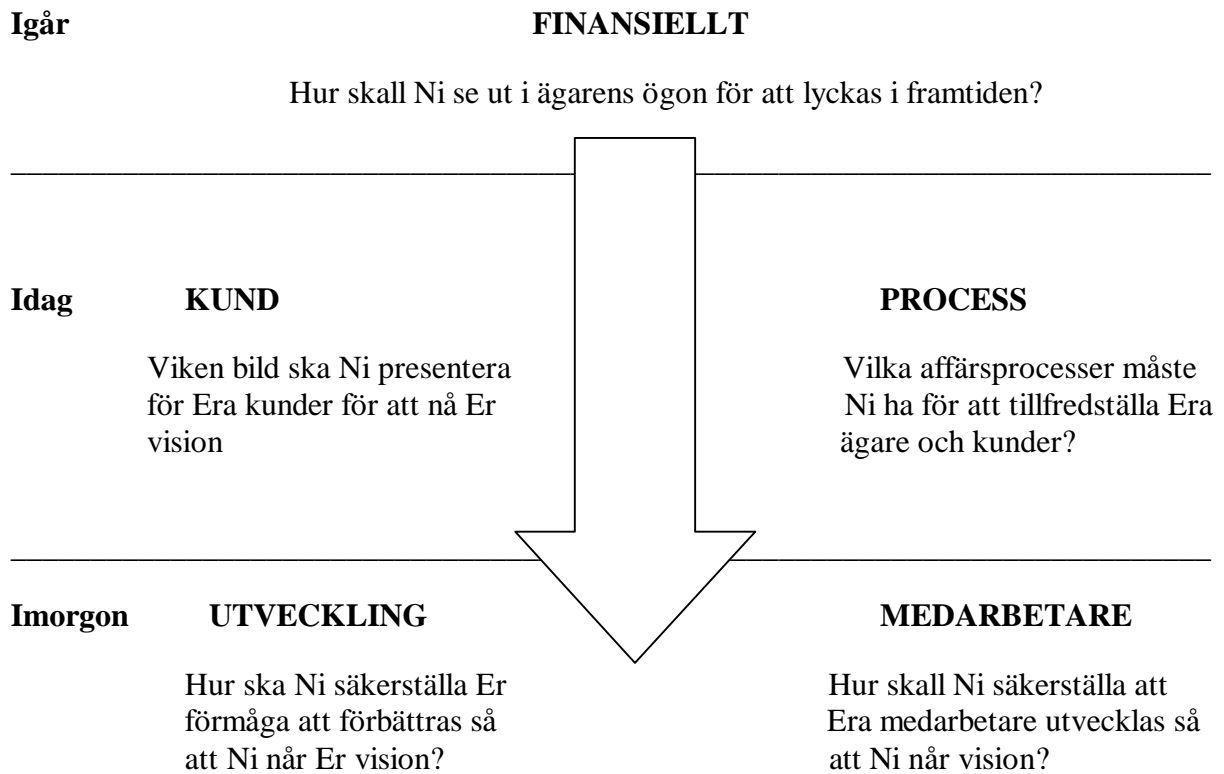 Igår FINANSIELLT
Hur skall Ni se ut i ägarens ögon för att lyckas i framtiden?
Idag KUND PROCESS
Viken bild ska Ni presentera
för Era kunder för att nå Er
vision
Vilka affärsprocesser måste
Ni ha för att tillfredställa Era
ägare och kunder?
Imorgon UTVECKLING MEDARBETARE
Hur ska Ni säkerställa Er
förmåga att förbättras så
att Ni når Er vision?
Hur skall Ni säkerställa att
Era medarbetare utvecklas så
att Ni når vision?